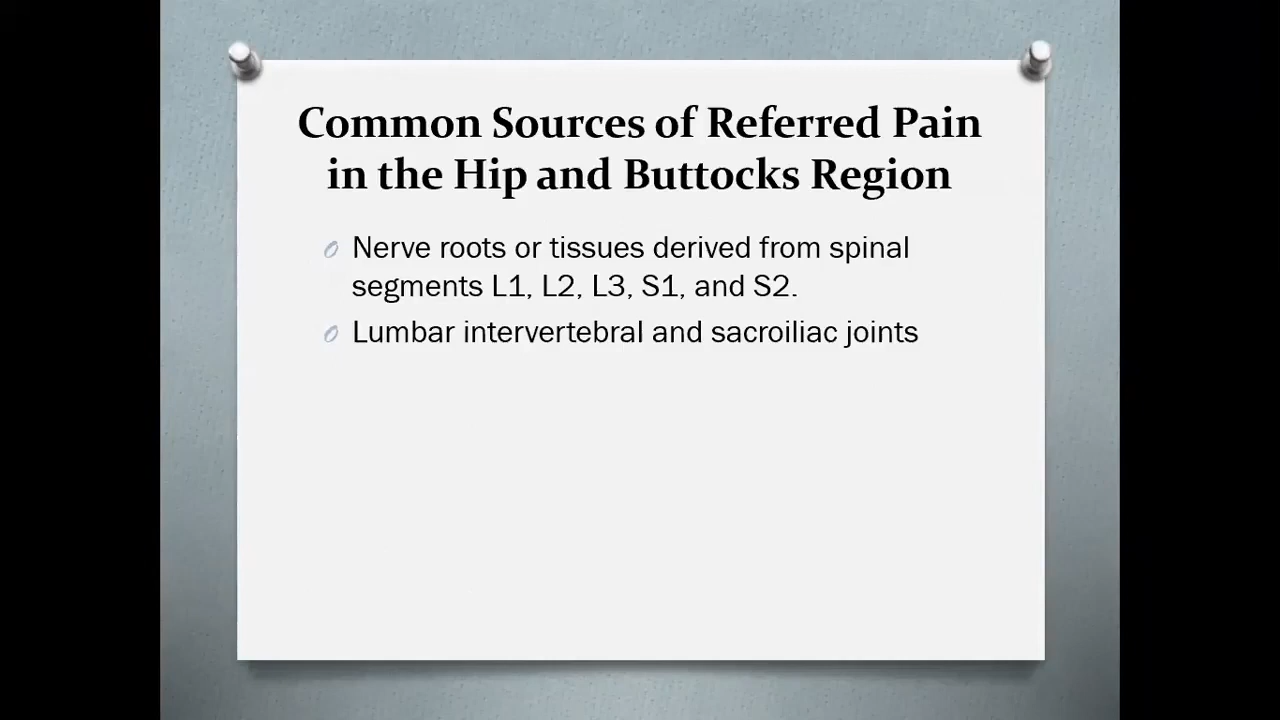 Common Sources of Referred Pain
in the Hip and Buttocks Region
Nerve roots or tissues derived from spinal
segments L1, L2, L3, S1, and S2.
Lumbar intervertebral and sacroiliac joints